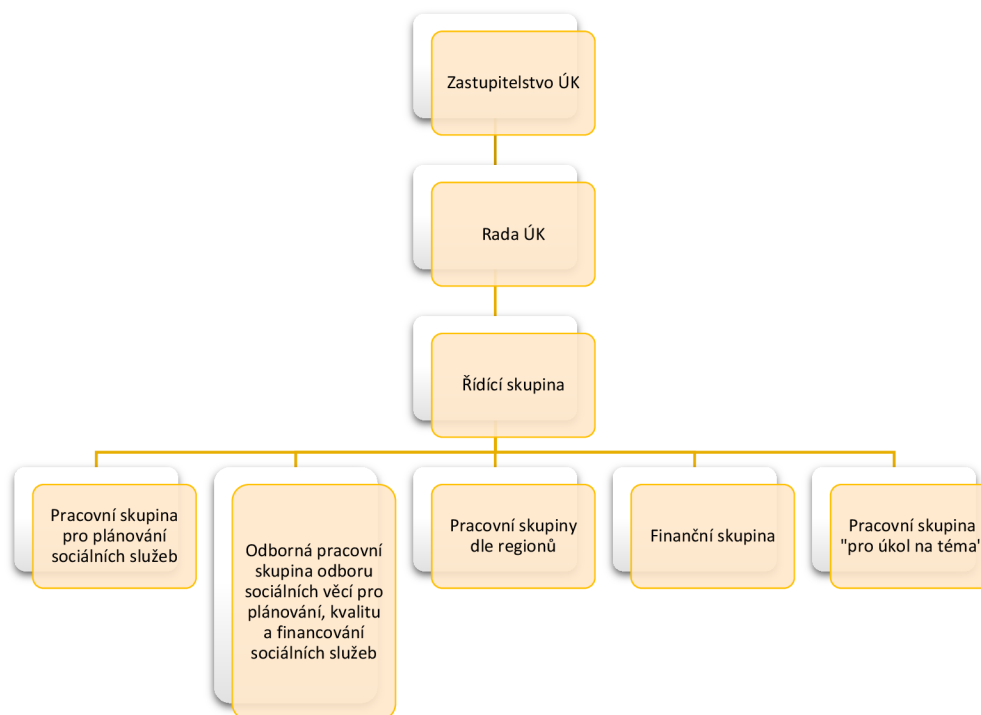 Zastupitelstvo ÚK
Rada ÚK
Řídící skupina
Pracovní skupina
pro plánování
sociálních služeb
Odborná pracovní
skupina odboru
sociálních věcí pro
plánování, kvalitu
a financování
sociálních služeb
Pracovní skupiny
dle regionů
Finanční skupina
Pracovní skupina
"pro úkol na téma"